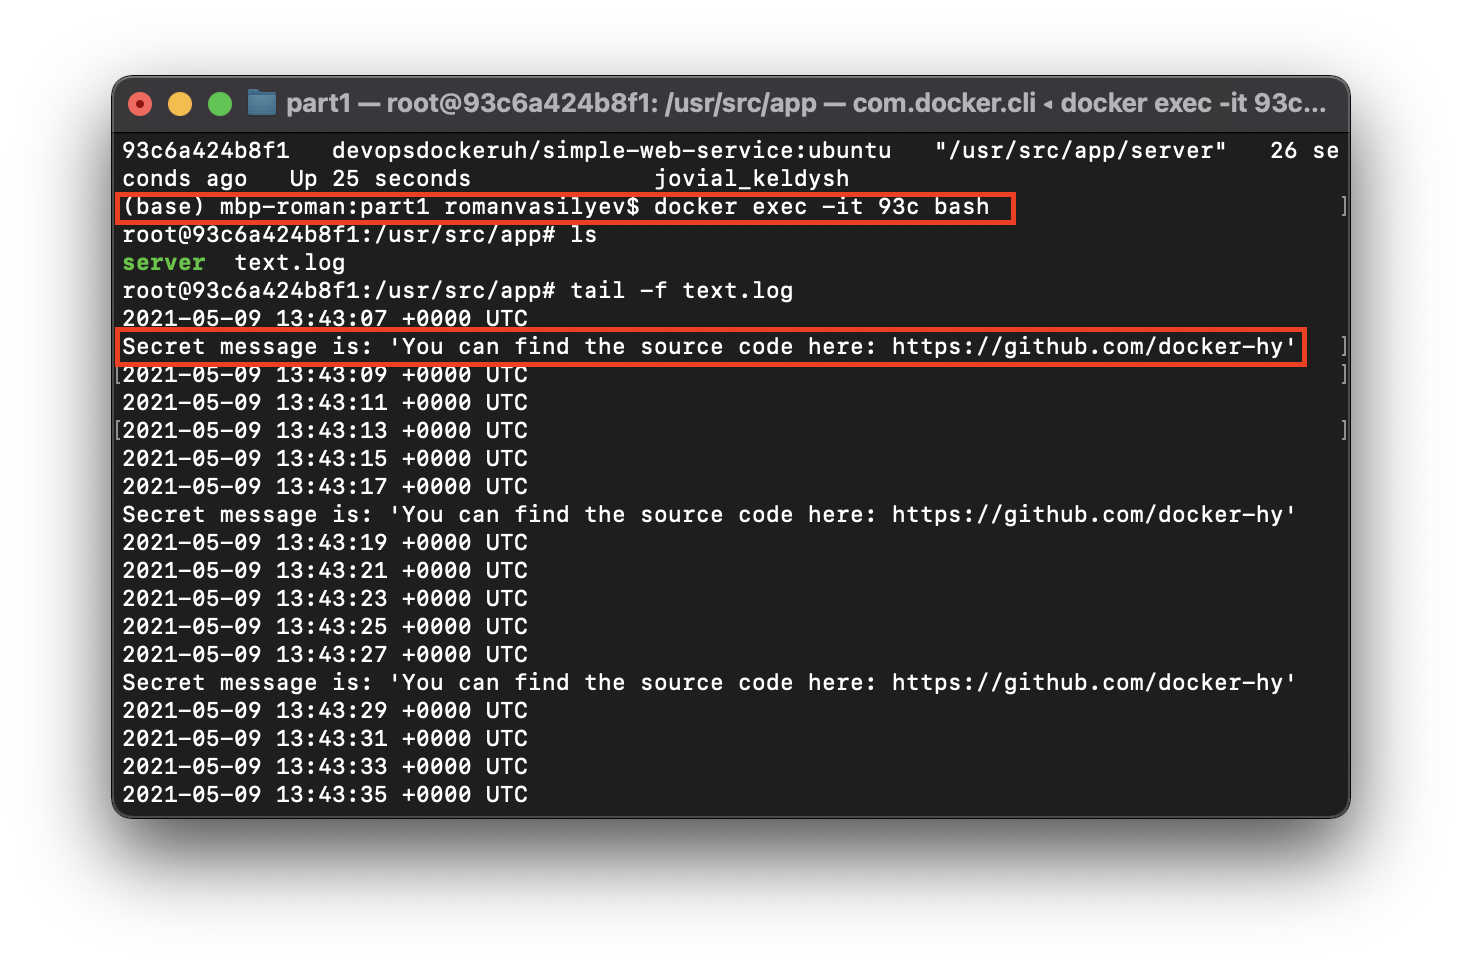 part1 — root@93c6a424b8f1: /usr/src/app — com.docker.cli ◂ docker exec -it 93c...
93c6a424b8f1   devopsdockeruh/simple-web-service:ubuntu   "/usr/src/app/server"   26 se
conds ago   Up 25 seconds             jovial_keldysh
(base) mbp-roman:part1 romanvasilyev$ docker exec -it 93c bash
root@93c6a424b8f1:/usr/src/app# ls
server  text.log
root@93c6a424b8f1:/usr/src/app# tail -f text.log
2021-05-09 13:43:07 +0000 UTC
Secret message is: 'You can find the source code here: https://github.com/docker-hy'
2021-05-09 13:43:09 +0000 UTC
2021-05-09 13:43:11 +0000 UTC
2021-05-09 13:43:13 +0000 UTC
2021-05-09 13:43:15 +0000 UTC
2021-05-09 13:43:17 +0000 UTC
Secret message is: 'You can find the source code here: https://github.com/docker-hy'
2021-05-09 13:43:19 +0000 UTC
2021-05-09 13:43:21 +0000 UTC
2021-05-09 13:43:23 +0000 UTC
2021-05-09 13:43:25 +0000 UTC
2021-05-09 13:43:27 +0000 UTC
Secret message is: 'You can find the source code here: https://github.com/docker-hy'
2021-05-09 13:43:29 +0000 UTC
2021-05-09 13:43:31 +0000 UTC
2021-05-09 13:43:33 +0000 UTC
2021-05-09 13:43:35 +0000 UTC